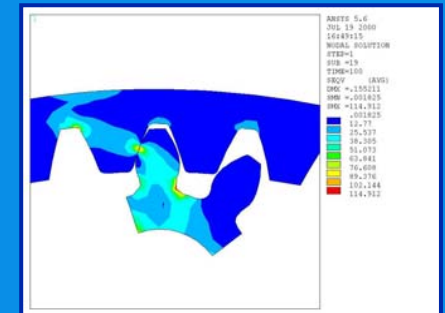 1
ANSYS 5.6
JUL 19 2000
16:49:15
NODAL SOLUTION
STEP=1
SUB =19
TIME=100
SEQV (AVG)
DMX =.155211
SMN =.001825
SMX =114.912
.001825
12.77
25.537
38.305
51.073
63.841
76.608
89.376
102.144
114.912